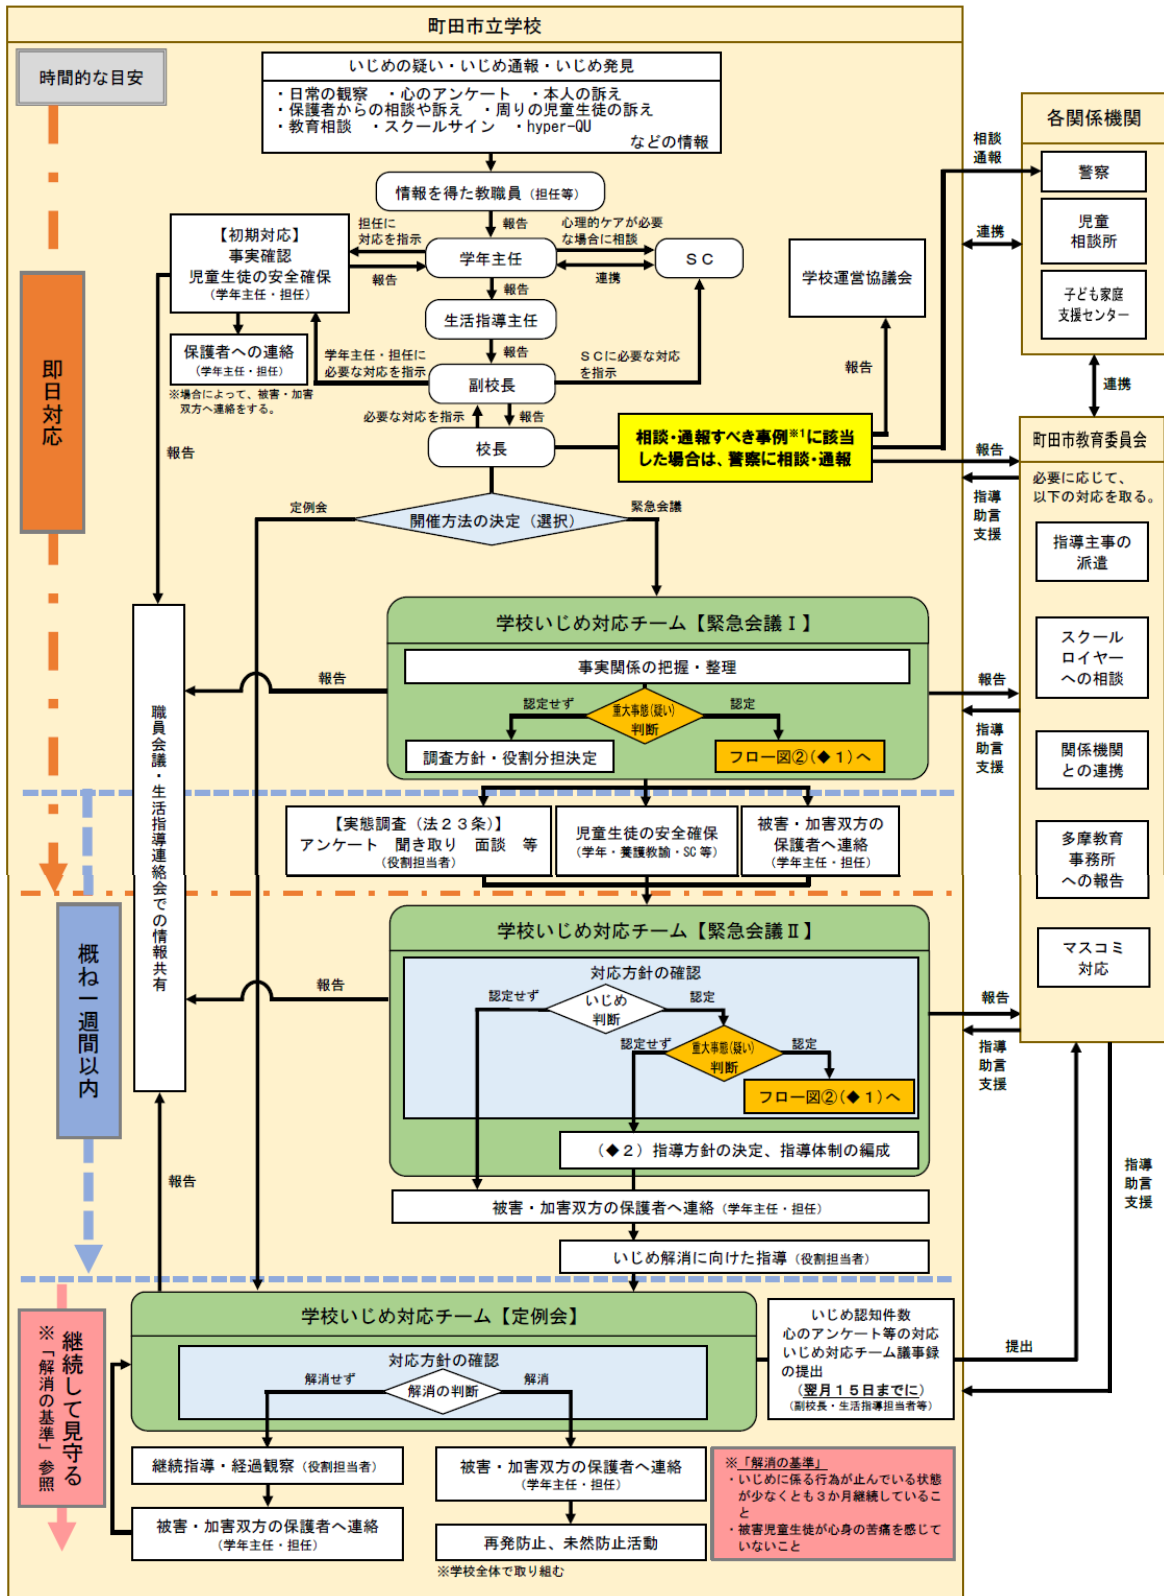 町田市立学校
時間的な目安
いじめの疑い・いじめ通報・いじめ発見
・日常の観察　・心のアンケート　・本人の訴え
・保護者からの相談や訴え　・周りの児童生徒の訴え
・教育相談　・スクールサイン　・hyper-QU
などの情報
情報を得た教職員（担任等）
報告
担任に
対応を指示
心理的ケアが必要
な場合に相談
【初期対応】
事実確認
児童生徒の安全確保
（学年主任・担任）
報告
学年主任
連携
ＳＣ
報告
生活指導主任
報告
保護者への連絡
（学年主任・担任）
※場合によって、被害・加害
双方へ連絡をする。
学年主任・担任に
必要な対応を指示
副校長
ＳＣに必要な対応
を指示
必要な対応を指示
報告
校長
相談・通報すべき事例※1に該当
した場合は、警察に相談・通報
学校運営協議会
報告
相談
通報
連携
各関係機関
警察
児童
相談所
子ども家庭
支援センター
連携
報告
指導
助言
支援
町田市教育委員会
必要に応じて、
以下の対応を取る。
指導主事の
派遣
スクール
ロイヤー
への相談
関係機関
との連携
多摩教育
事務所
への報告
マスコミ
対応
即日対応
報告
定例会
開催方法の決定（選択）
緊急会議
学校いじめ対応チーム【緊急会議Ⅰ】
事実関係の把握・整理
報告
認定せず
重大事態(疑い)
判断
認定
調査方針・役割分担決定
フロー図②(◆１)へ
報告
指導
助言
支援
職員会議・生活指導連絡会での情報共有
【実態調査（法２３条）】
アンケート　聞き取り　面談　等
（役割担当者）
児童生徒の安全確保
（学年・養護教諭・SC 等）
被害・加害双方の
保護者へ連絡
（学年主任・担任）
概ね一週間以内
学校いじめ対応チーム【緊急会議Ⅱ】
対応方針の確認
報告
認定せず
いじめ
判断
認定
認定せず
重大事態(疑い)
判断
認定
フロー図②(◆１)へ
（◆２）指導方針の決定、指導体制の編成
報告
指導
助言
支援
報告
被害・加害双方の保護者へ連絡（学年主任・担任）
いじめ解消に向けた指導（役割担当者）
指導
助言
支援
継続して見守る
※「解消の基準」参照
学校いじめ対応チーム【定例会】
対応方針の確認
解消せず
解消の判断
解消
いじめ認知件数
心のアンケート等の対応
いじめ対応チーム議事録
の提出
（翌月１５日までに）
（副校長・生活指導担当者等）
提出
継続指導・経過観察（役割担当者）
被害・加害双方の保護者へ連絡
（学年主任・担任）
被害・加害双方の保護者へ連絡
（学年主任・担任）
再発防止、未然防止活動
※学校全体で取り組む
※「解消の基準」
・いじめに係る行為が止んでいる状態
が少なくとも３か月継続しているこ
と
・被害児童生徒が心身の苦痛を感じて
いないこと